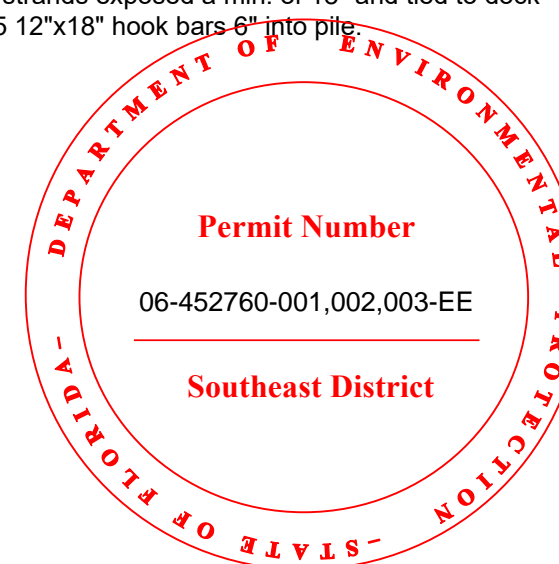 strands exposed a min. of 18" and tied to deck
5 12"x18" hook bars 6" into pile.
DEPARTMENT OF ENVIRONMENTAL PROTECTION
Permit Number
06-452760-001,002,003-EE
Southeast District
-STATE OF FLORIDA-